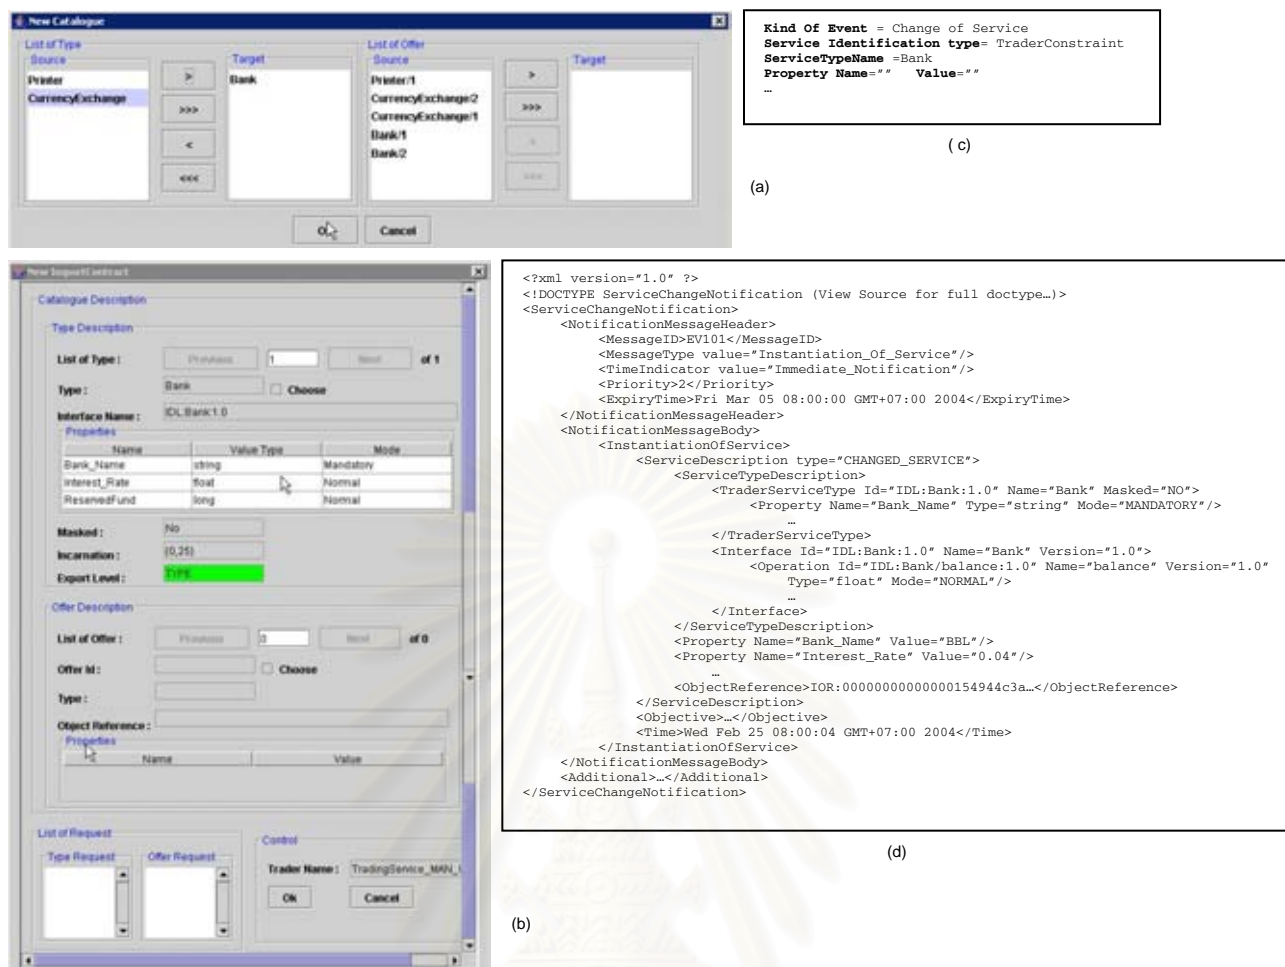 New Catalogue
List of Type
List of Offer
Source
Target
Source
Target
Printer
CurrencyExchange
>
>>>
<
<<<
Bank
Printer/1
CurrencyExchange/2
CurrencyExchange/1
Bank/1
Bank/2
>
>>>
<
<<<
Cancel
Kind Of Event = Change of Service
Service Identification type= TraderConstraint
ServiceTypeName =Bank
Property Name="" Value=""
…
( c)
(a)
New ImportContract
Catalogue Description
Type Description
List of Type :
Previous
1
Next
of 1
Type :
Bank
Choose
Interface Name :
IDL:Bank:1.0
Properties
Name Value Type Mode
Bank_Name string Mandatory
Interest_Rate float Normal
ReservedFund long Normal
Masked :
No
Incarnation :
{0,25}
Export Level :
TYPE
Offer Description
List of Offer :
Previous
0
Next
of 0
Offer Id :
Choose
Type :
Object Reference :
Properties
Name Value
List of Request
Type Request
Offer Request
Control
Trader Name :
TradingService_MAN_
Ok
Cancel
(b)
<?xml version="1.0" ?>
<!DOCTYPE ServiceChangeNotification (View Source for full doctype…)>
<ServiceChangeNotification>
<NotificationMessageHeader>
<MessageID>EV101</MessageID>
<MessageType value="Instantiation_Of_Service"/>
<TimeIndicator value="Immediate_Notification"/>
<Priority>2</Priority>
<ExpiryTime>Fri Mar 05 08:00:00 GMT+07:00 2004</ExpiryTime>
</NotificationMessageHeader>
<NotificationMessageBody>
<InstantiationOfService>
<ServiceDescription type="CHANGED_SERVICE">
<ServiceTypeDescription>
<TraderServiceType Id="IDL:Bank:1.0" Name="Bank" Masked="NO">
<Property Name="Bank_Name" Type="string" Mode="MANDATORY"/>
…
</TraderServiceType>
<Interface Id="IDL:Bank:1.0" Name="Bank" Version="1.0">
<Operation Id="IDL:Bank/balance:1.0" Name="balance" Version="1.0"
Type="float" Mode="NORMAL"/>
…
</Interface>
</ServiceTypeDescription>
<Property Name="Bank_Name" Value="BBL"/>
<Property Name="Interest_Rate" Value="0.04"/>
…
<ObjectReference>IOR:00000000000000154944c3a…</ObjectReference>
</ServiceDescription>
<Objective>…</Objective>
<Time>Wed Feb 25 08:00:04 GMT+07:00 2004</Time>
</InstantiationOfService>
</NotificationMessageBody>
<Additional>…</Additional>
</ServiceChangeNotification>
(d)